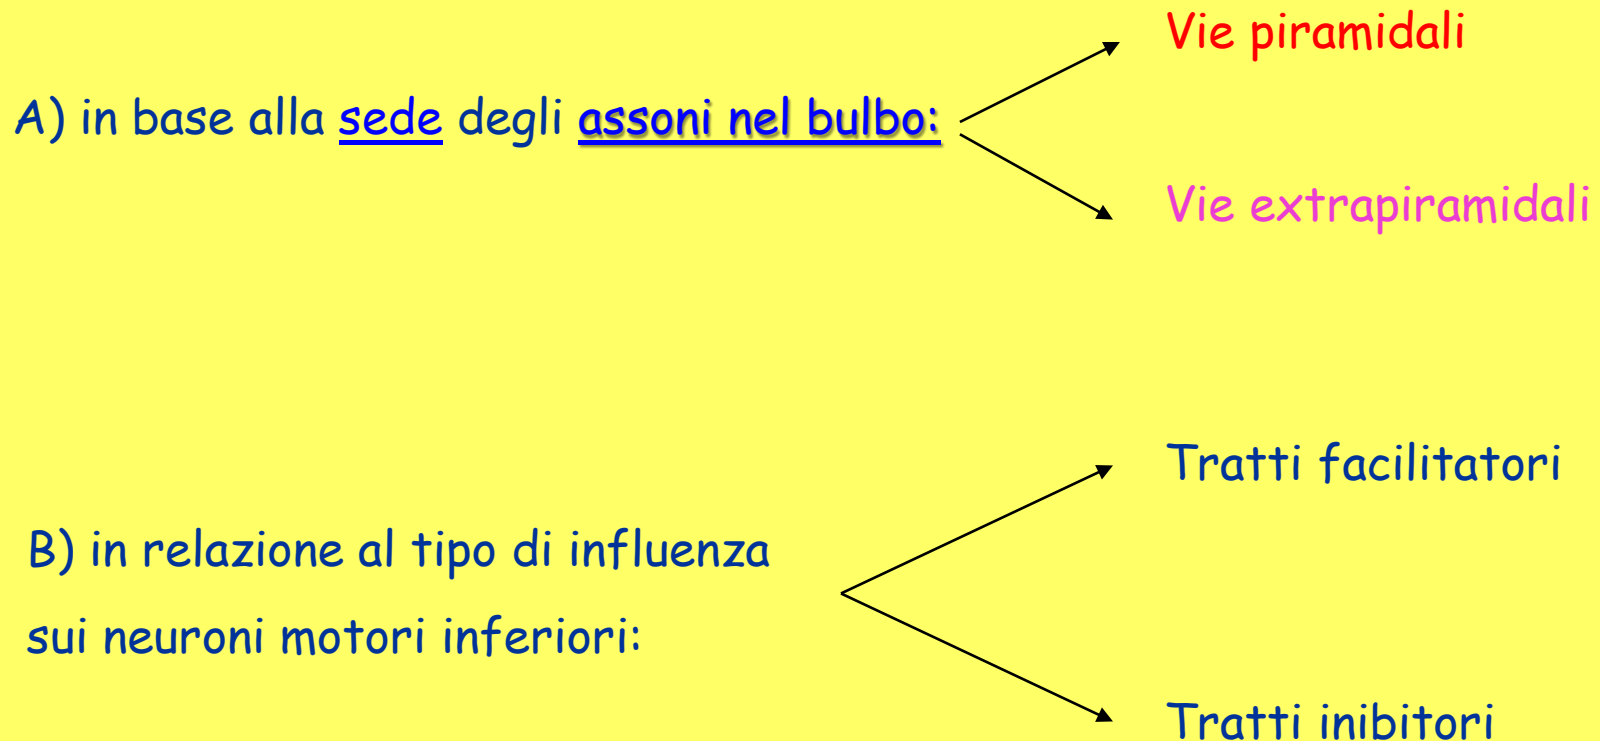 Vie piramidali
A) in base alla sede degli assoni nel bulbo:
Vie extrapiramidali
Tratti facilitatori
B) in relazione al tipo di influenza
sui neuroni motori inferiori:
Tratti inibitori